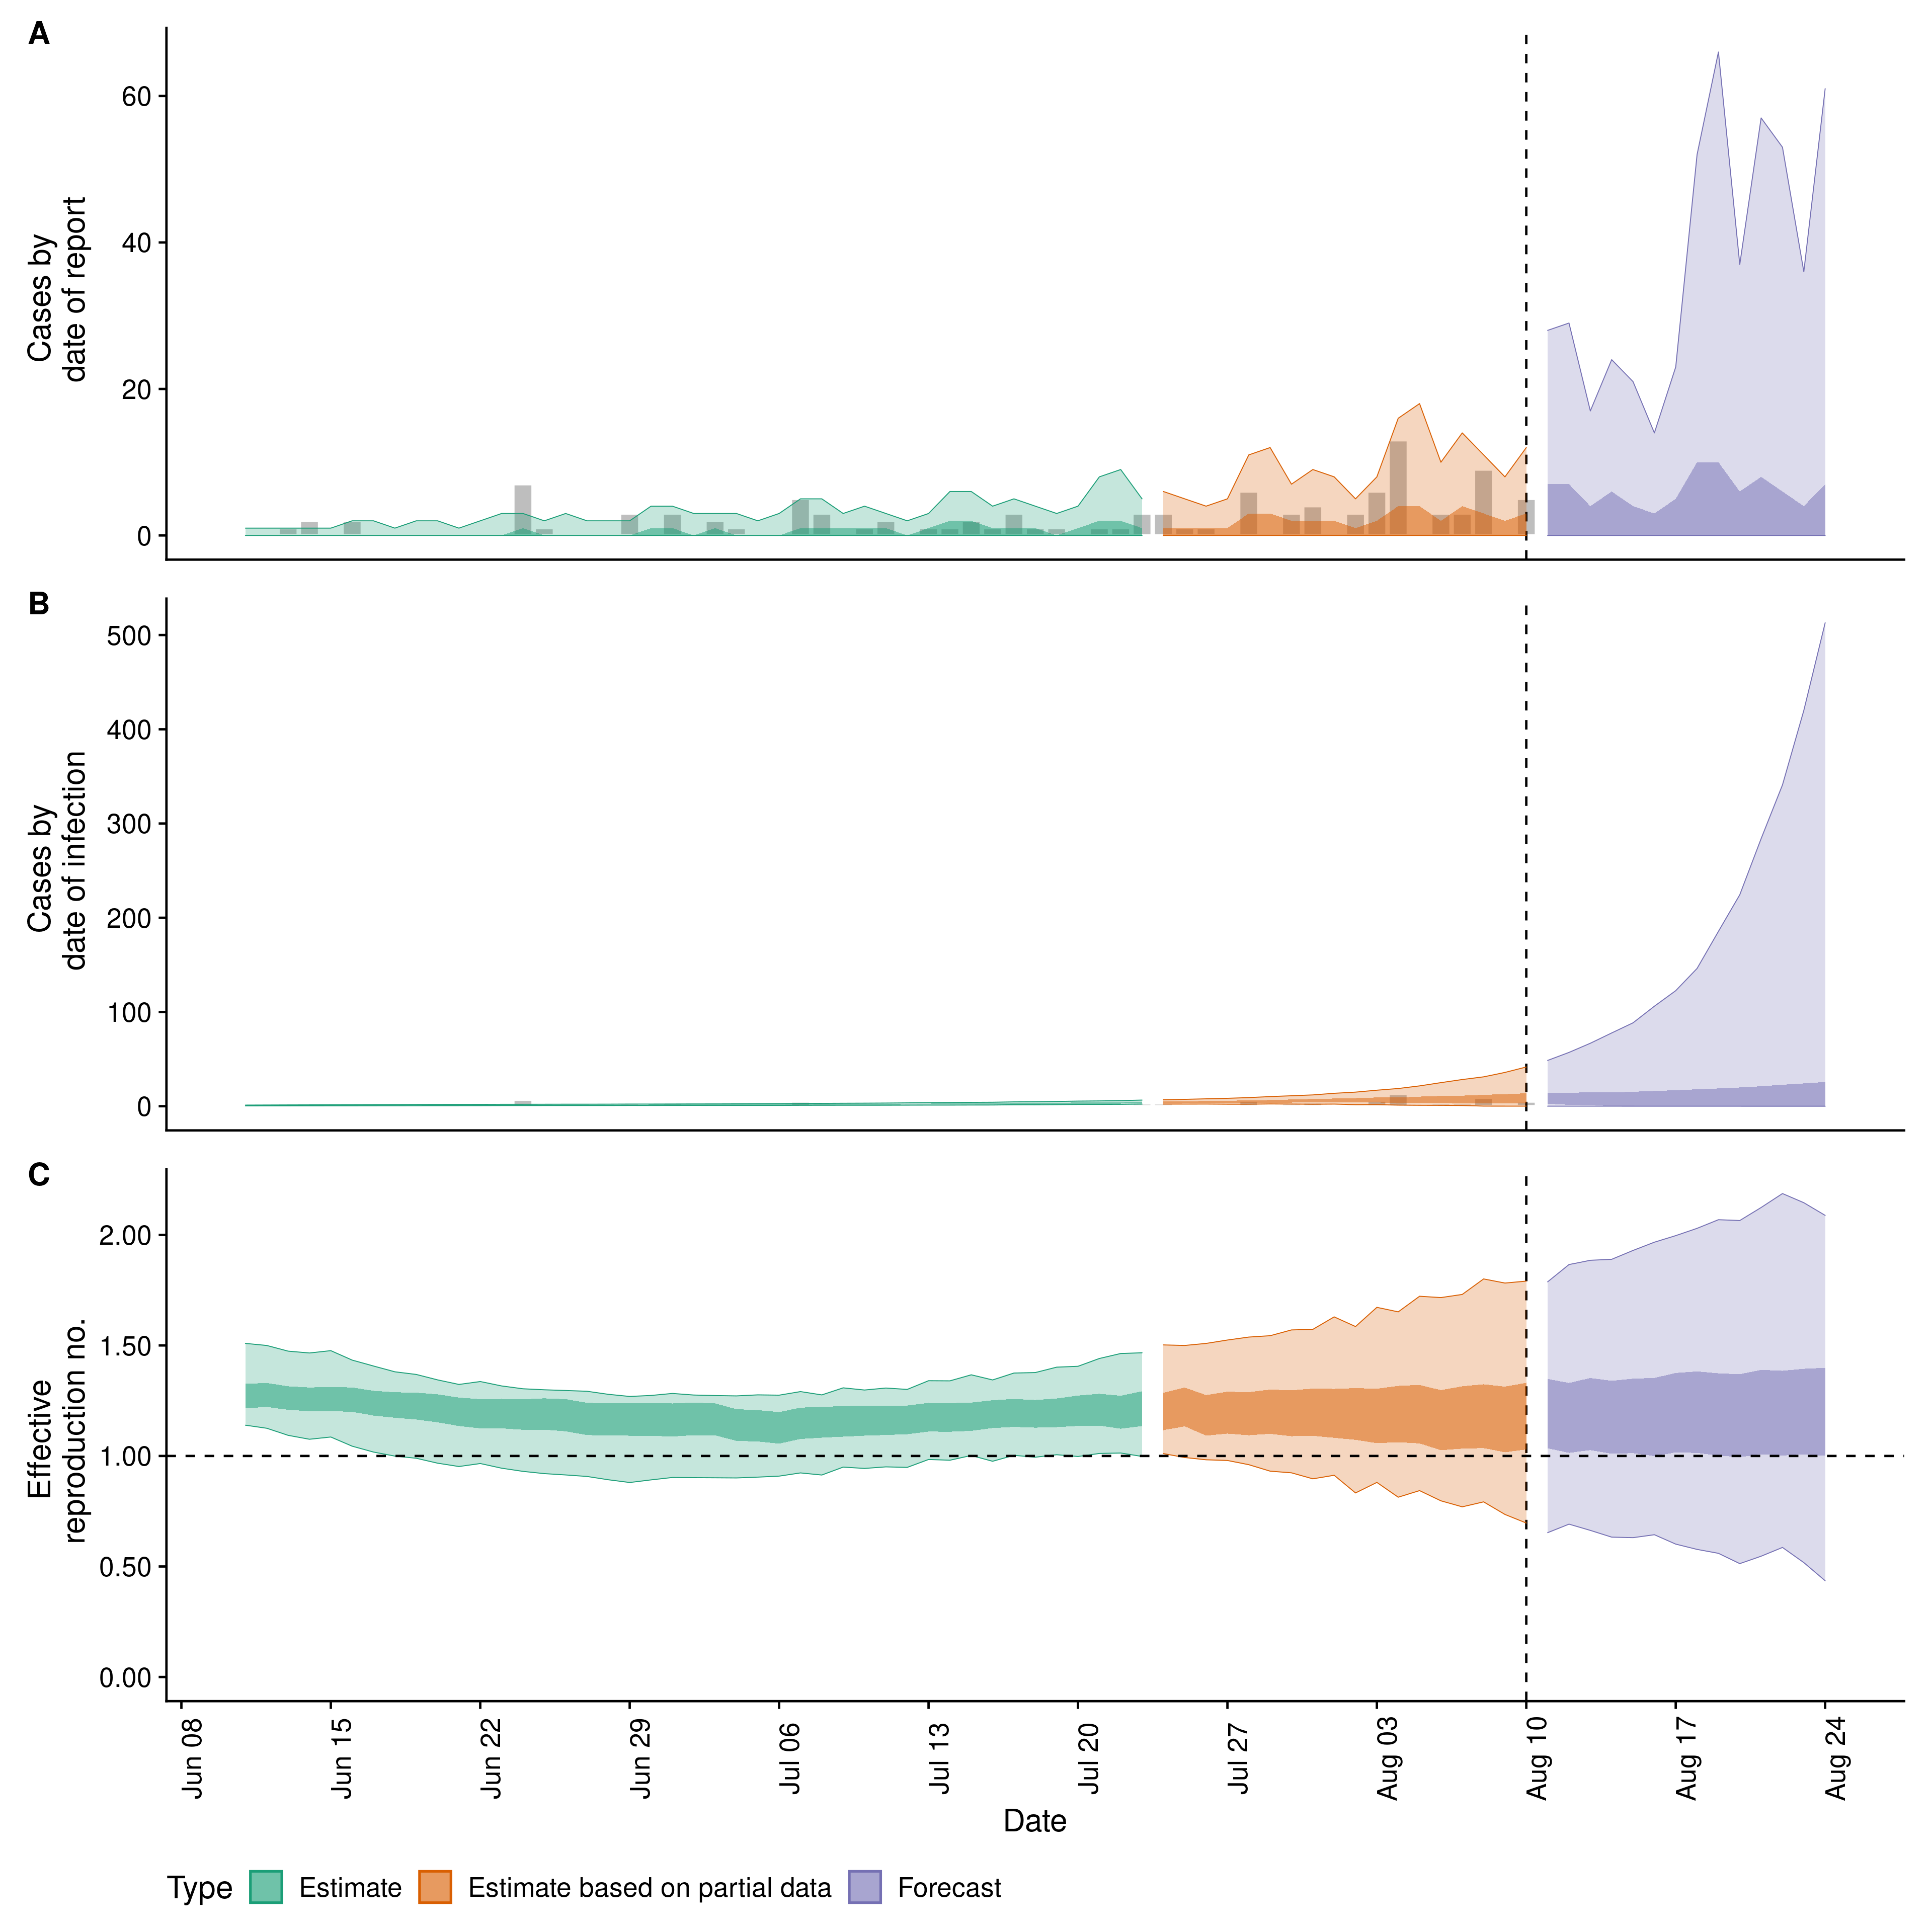 A
Cases by
date of report
60
40
20
0
B
Cases by
date of infection
500
400
300
200
100
0
C
Effective
reproduction no.
2.00
1.50
1.00
0.50
0.00
Jun 08
Jun 15
Jun 22
Jun 29
Jul 06
Jul 13
Jul 20
Jul 27
Aug 03
Aug 10
Aug 17
Aug 24
Date
Type Estimate Estimate based on partial data Forecast